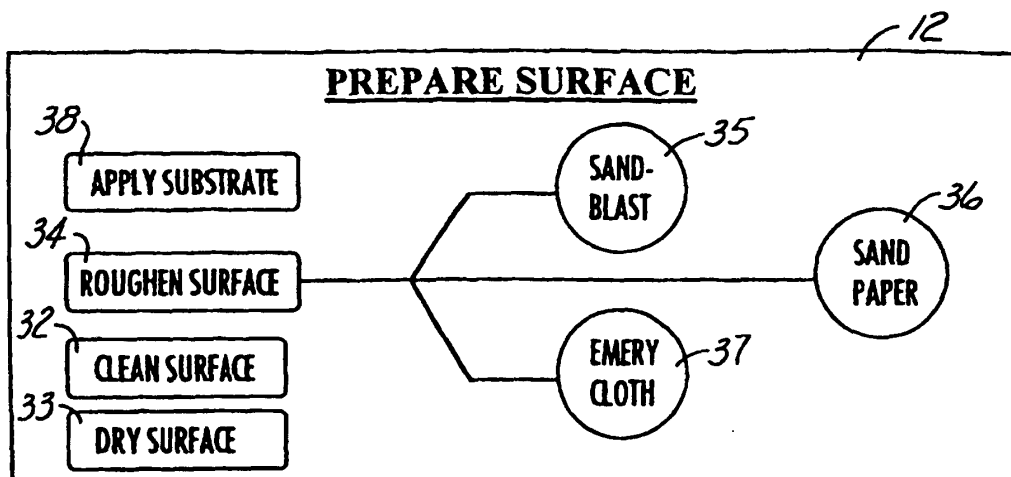 12
PREPARE SURFACE
38
APPLY SUBSTRATE
35
SAND-
BLAST
36
SAND
PAPER
34
ROUGHEN SURFACE
32
CLEAN SURFACE
37
EMERY
CLOTH
33
DRY SURFACE